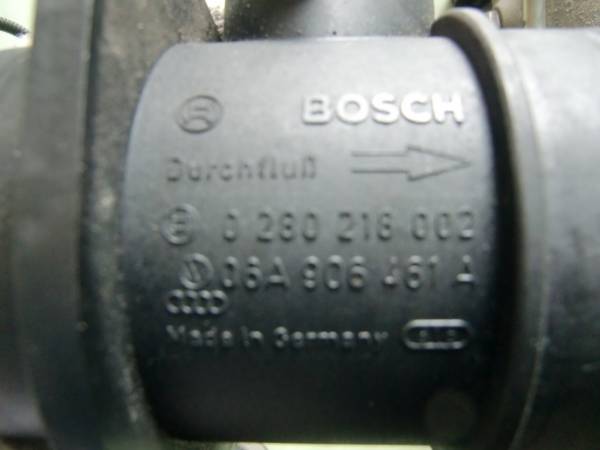 BOSCH
Durchfluß
0 280 218 002
06A 906 461 A
Made in Germany